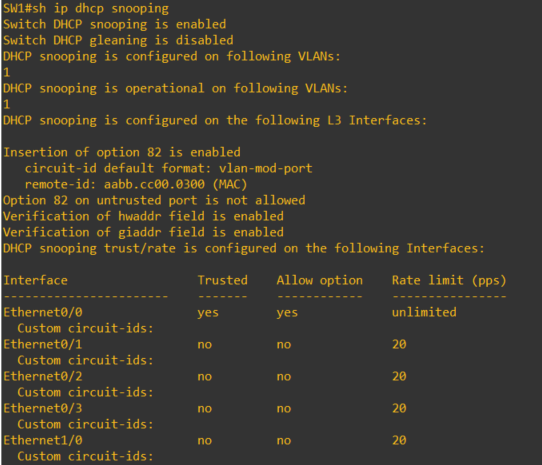 SW1#sh ip dhcp snooping
Switch DHCP snooping is enabled
Switch DHCP gleaning is disabled
DHCP snooping is configured on following VLANs:
1
DHCP snooping is operational on following VLANs:
1
DHCP snooping is configured on the following L3 Interfaces:

Insertion of option 82 is enabled
   circuit-id default format: vlan-mod-port
   remote-id: aabb.cc00.0300 (MAC)
Option 82 on untrusted port is not allowed
Verification of hwaddr field is enabled
Verification of giaddr field is enabled
DHCP snooping trust/rate is configured on the following Interfaces:

Interface                  Trusted    Allow option    Rate limit (pps)
-----------------------    -------    ------------    ----------------
Ethernet0/0                yes        yes             unlimited
  Custom circuit-ids:
Ethernet0/1                no         no              20
  Custom circuit-ids:
Ethernet0/2                no         no              20
  Custom circuit-ids:
Ethernet0/3                no         no              20
  Custom circuit-ids:
Ethernet1/0                no         no              20
  Custom circuit-ids: